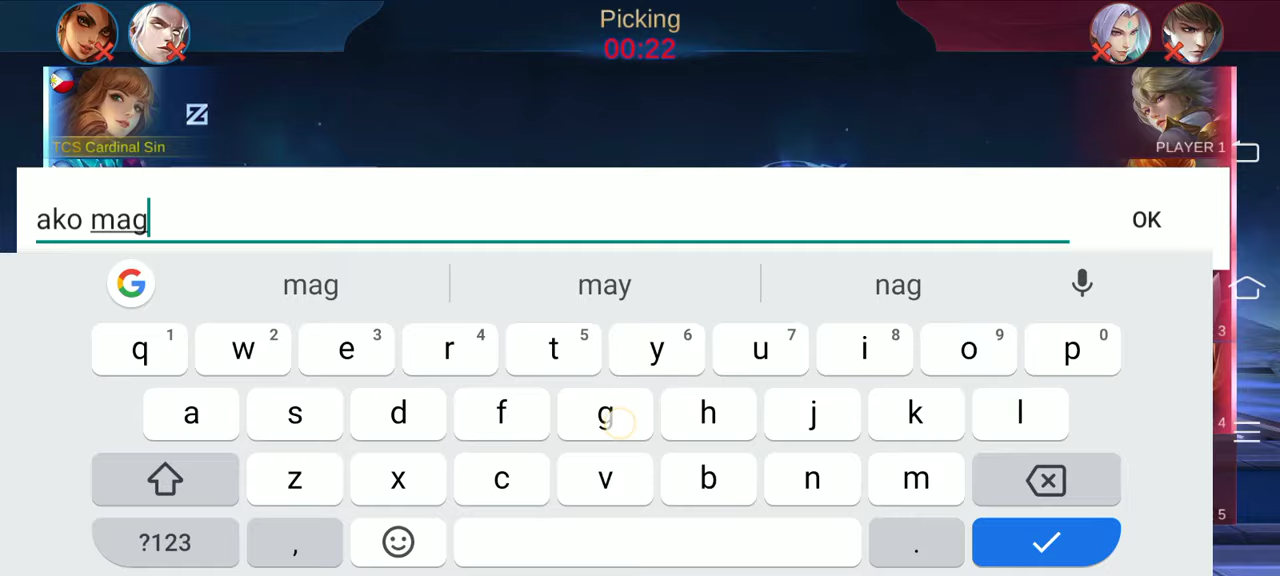 Picking
00:22
TCS Cardinal Sin
PLAYER 1
ako mag
OK
mag may nag
q 1 w 2 e 3 r 4 t 5 y 6 u 7 i 8 o 9 p 0
3
a s d f g h j k l
4
z x c v b n m
5
?123 , .